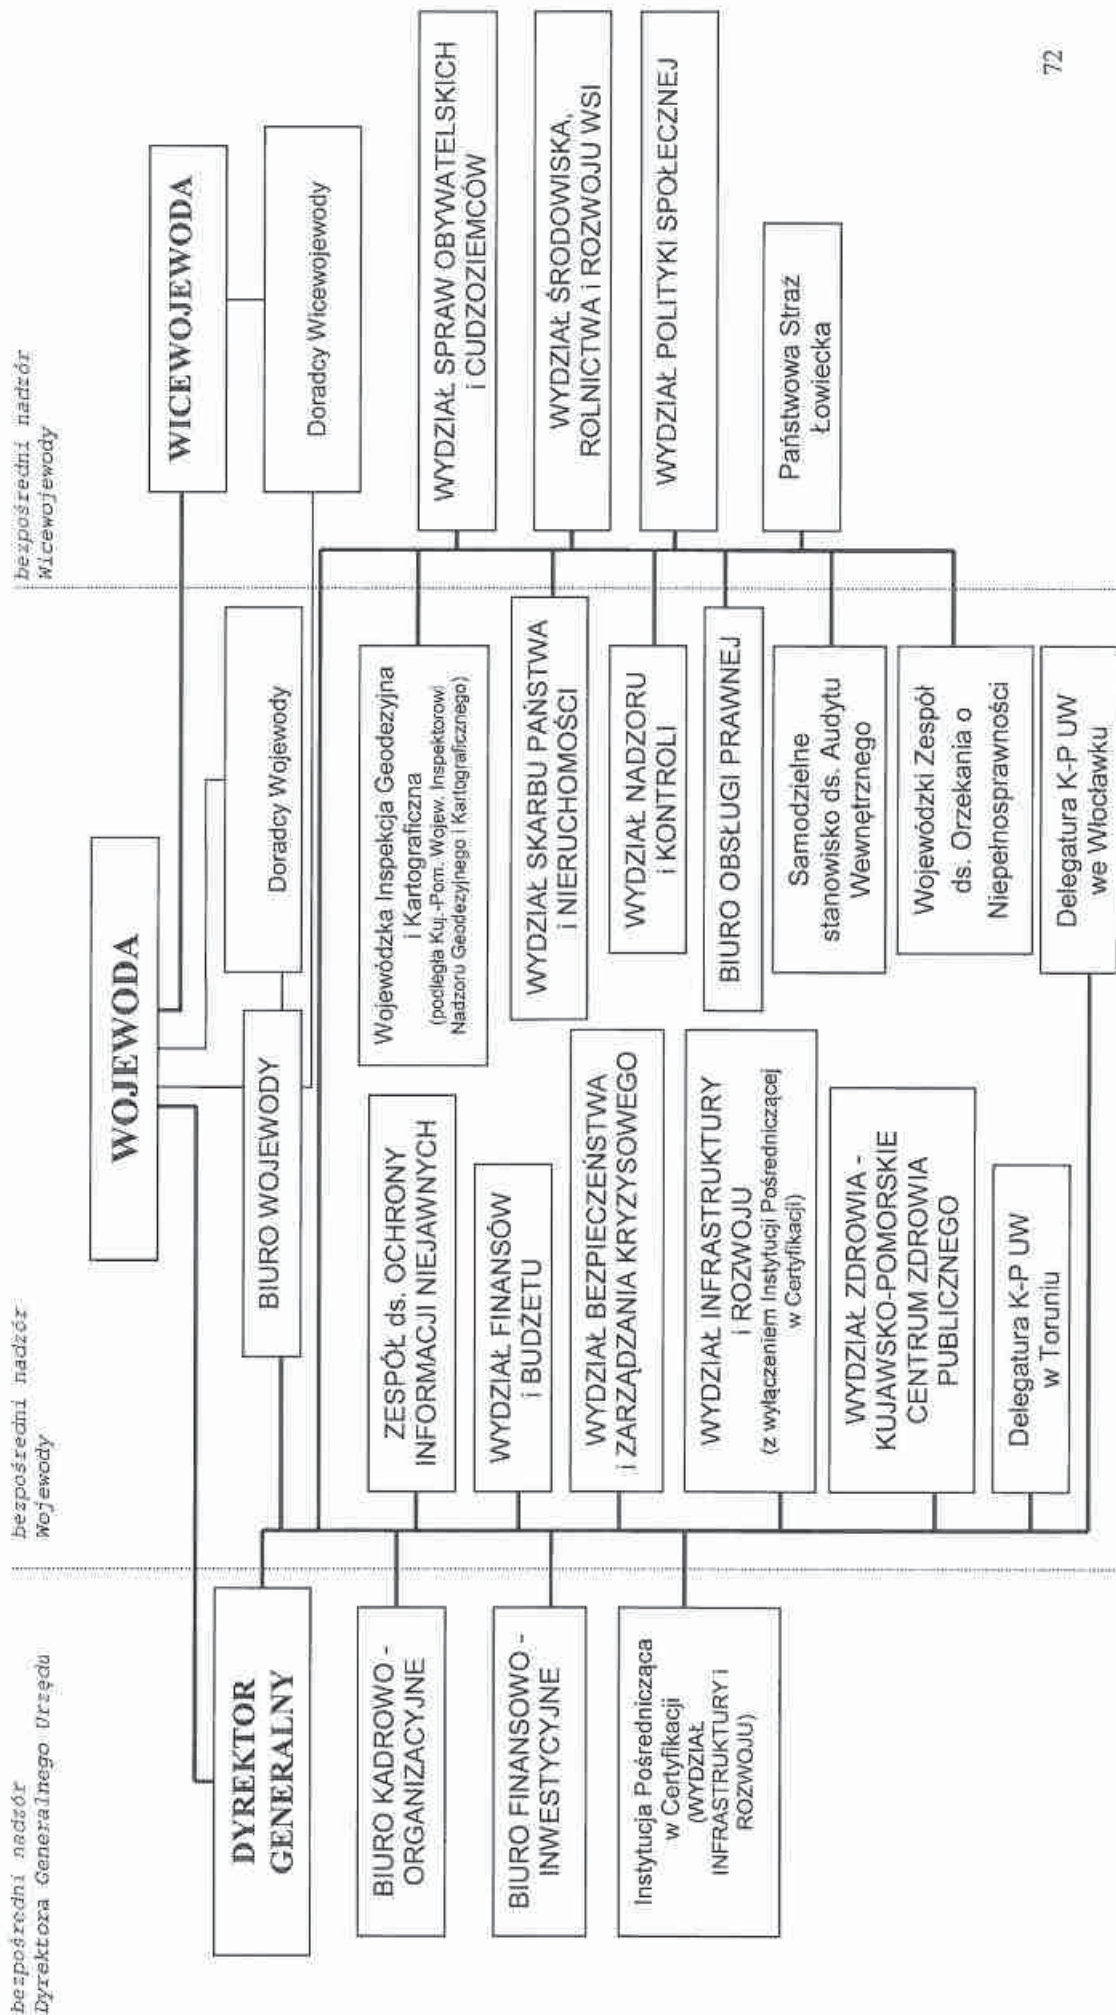 bezpośredni nadzór
Dyrektora Generalnego Urzędu
bezpośredni nadzór
Wojewody
bezpośredni nadzór
Wicewojewody
WOJEWODA
WICEWOJEWODA
DYREKTOR
GENERALNY
BIURO WOJEWODY
Doradcy Wojewody
Doradcy Wicewojewody
BIURO KADROWO -
ORGANIZACYJNE
BIURO FINANSOWO -
INWESTYCYJNE
Instytucja Pośrednicząca
w Certyfikacji
(WYDZIAŁ
INFRASTRUKTURY i
ROZWOJU)
ZESPÓŁ ds. OCHRONY
INFORMACJI NIEJAWNYCH
WYDZIAŁ FINANSÓW
i BUDŻETU
WYDZIAŁ BEZPIECZEŃSTWA
i ZARZĄDZANIA KRYZYSOWEGO
WYDZIAŁ INFRASTRUKTURY
i ROZWOJU
(z wyłączeniem Instytucji Pośredniczącej
w Certyfikacji)
WYDZIAŁ ZDROWIA -
KUJAWSKO-POMORSKIE
CENTRUM ZDROWIA
PUBLICZNEGO
Delegatura K-P UW
w Toruniu
Wojewódzka Inspekcja Geodezyjna
i Kartograficzna
(podległa Kuj.-Pom. Wojew. Inspektorowi
Nadzoru Geodezyjnego i Kartograficznego)
WYDZIAŁ SKARBU PAŃSTWA
i NIERUCHOMOŚCI
WYDZIAŁ NADZORU
i KONTROLI
BIURO OBSŁUGI PRAWNEJ
Samodzielne
stanowisko ds. Audytu
Wewnętrznego
Wojewódzki Zespół
ds. Orzekania o
Niepełnosprawności
Delegatura K-P UW
we Włocławku
WYDZIAŁ SPRAW OBYWATELSKICH
i CUDZOZIEMCÓW
WYDZIAŁ ŚRODOWISKA,
ROLNICTWA i ROZWOJU WSI
WYDZIAŁ POLITYKI SPOŁECZNEJ
Państwowa Straż
Łowiecka
72